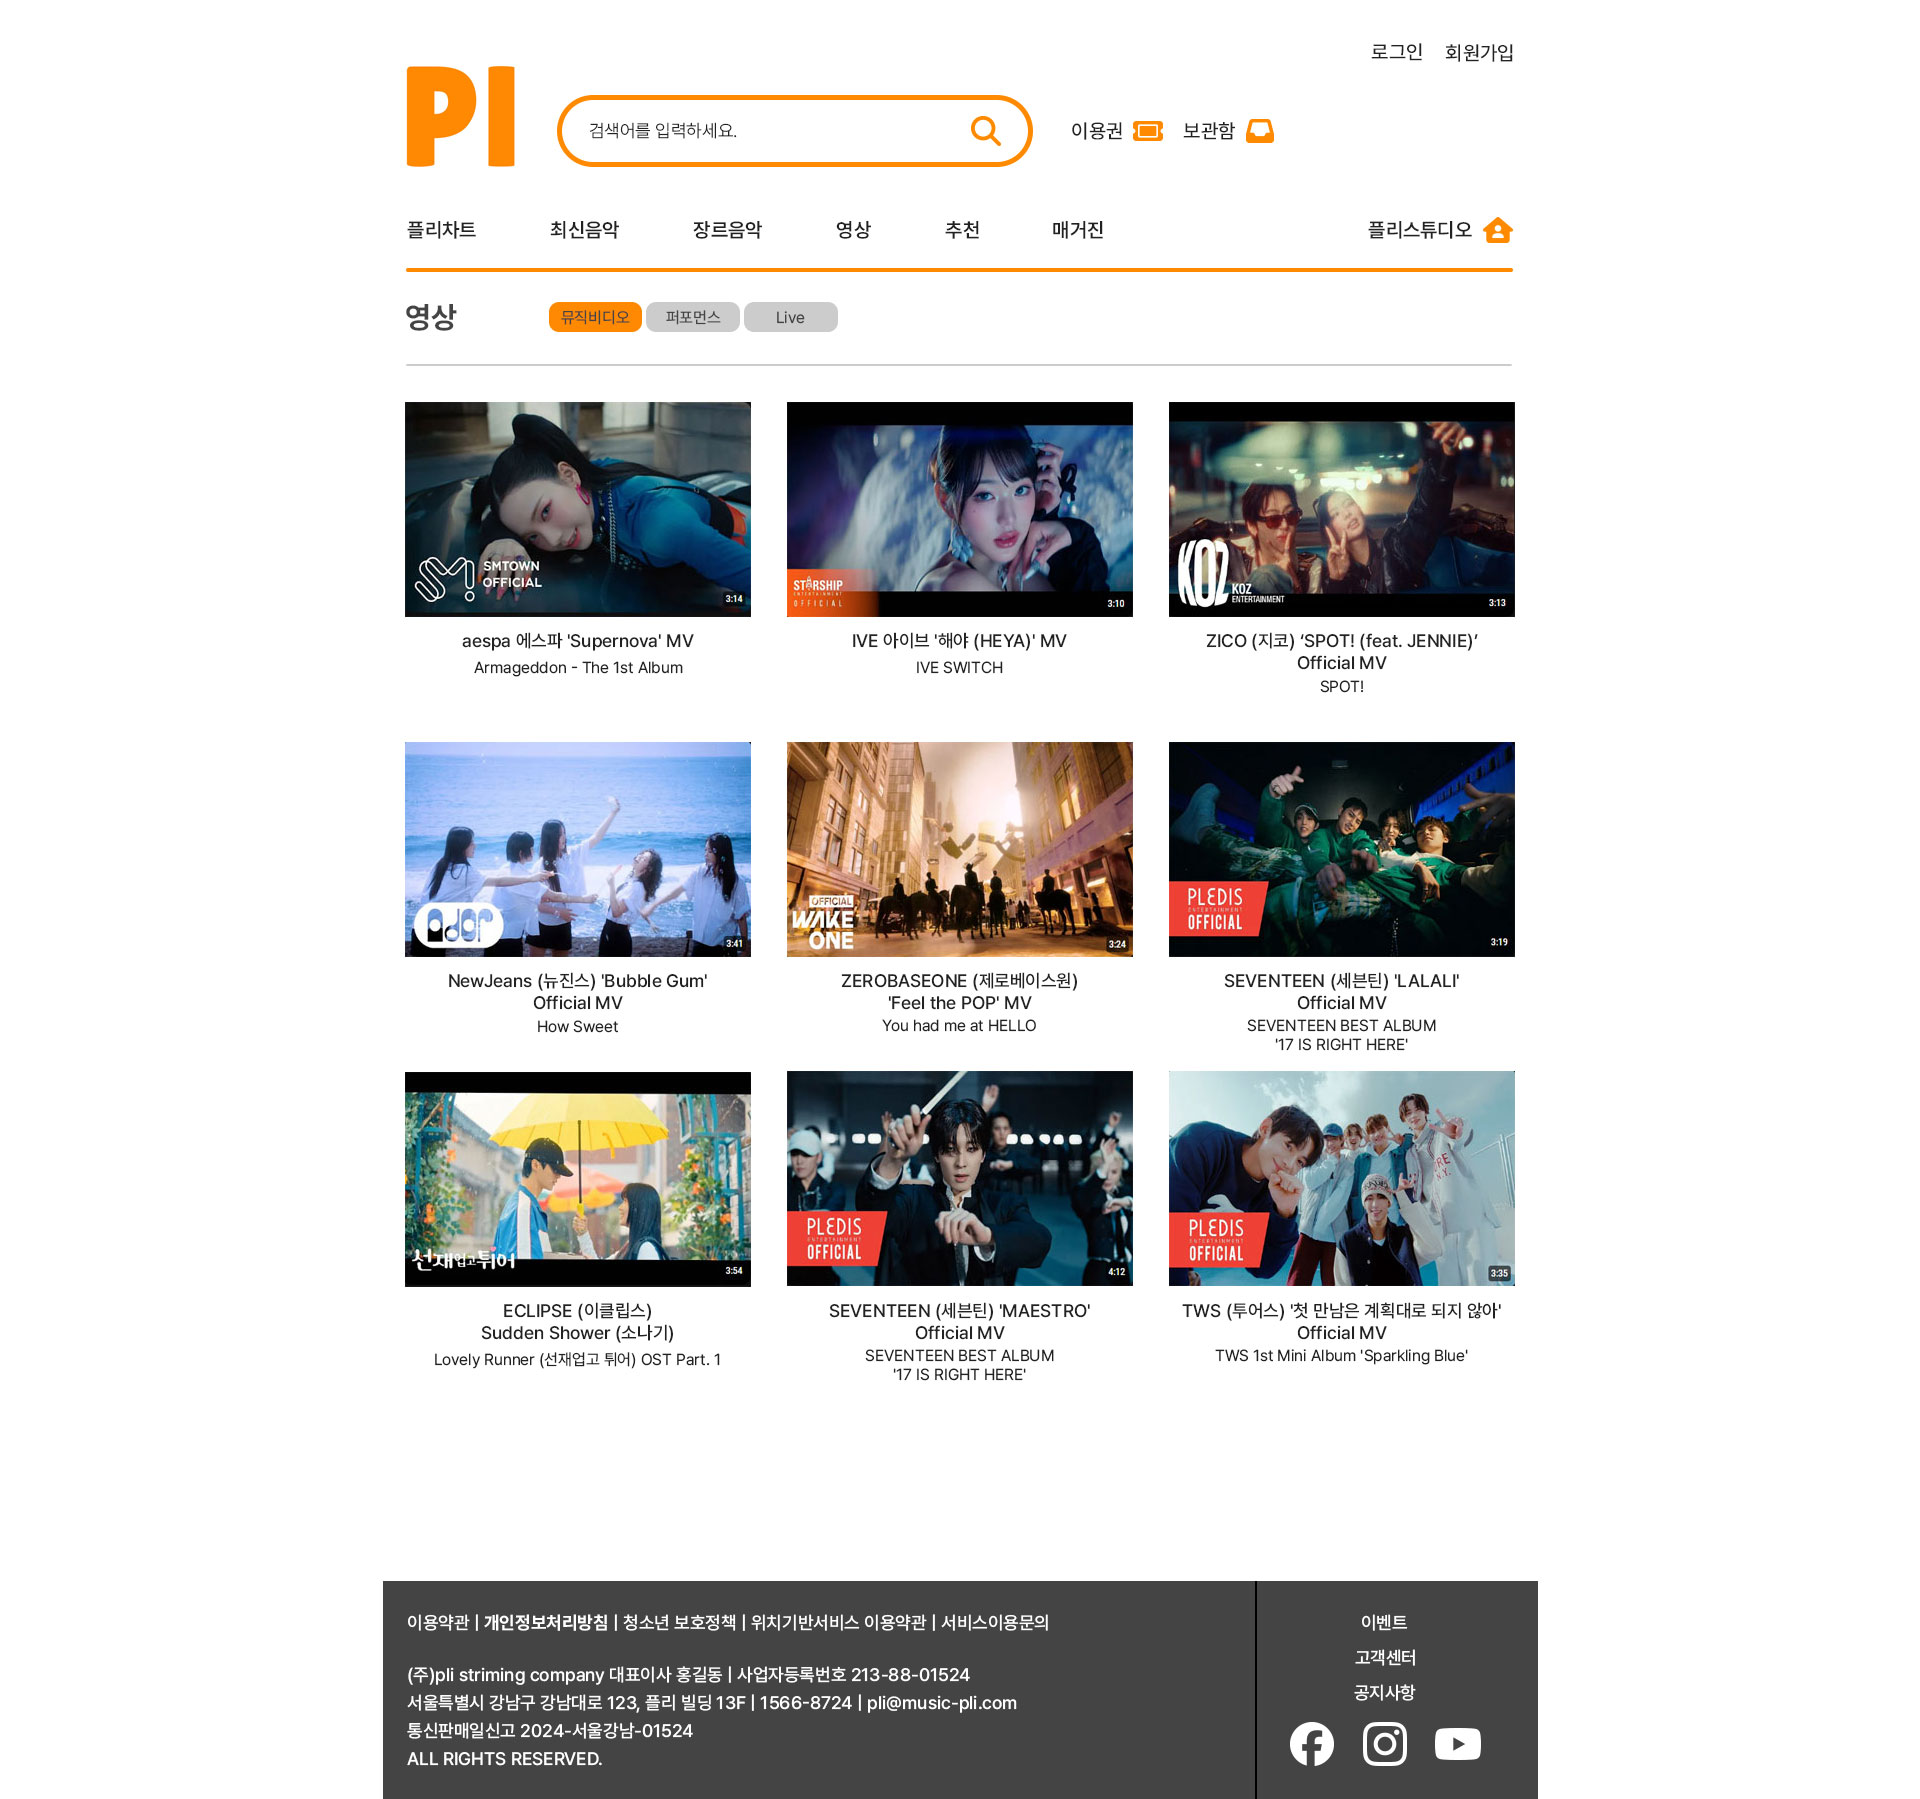 로그인 회원가입
PI
검색어를 입력하세요.
이용권 보관함
플리차트 최신음악 장르음악 영상 추천 매거진 플리스튜디오
영상 뮤직비디오 퍼포먼스 Live
SMTOWN
OFFICIAL
3:14
STARSHIP
ENTERTAINMENT
OFFICIAL
3:10
KOZ
KOZ
ENTERTAINMENT
3:13
aespa 에스파 'Supernova' MV
Armageddon - The 1st Album
IVE 아이브 '해야 (HEYA)' MV
IVE SWITCH
ZICO (지코) ‘SPOT! (feat. JENNIE)’
Official MV
SPOT!
ador
3:41
OFFICIAL
WAKE
ONE
3:24
PLEDIS
ENTERTAINMENT
OFFICIAL
3:19
NewJeans (뉴진스) 'Bubble Gum'
Official MV
How Sweet
ZEROBASEONE (제로베이스원)
'Feel the POP' MV
You had me at HELLO
SEVENTEEN (세븐틴) 'LALALI'
Official MV
SEVENTEEN BEST ALBUM
'17 IS RIGHT HERE'
선재업고튀어
3:54
PLEDIS
ENTERTAINMENT
OFFICIAL
4:12
PLEDIS
ENTERTAINMENT
OFFICIAL
3:35
ECLIPSE (이클립스)
Sudden Shower (소나기)
Lovely Runner (선재업고 튀어) OST Part. 1
SEVENTEEN (세븐틴) 'MAESTRO'
Official MV
SEVENTEEN BEST ALBUM
'17 IS RIGHT HERE'
TWS (투어스) '첫 만남은 계획대로 되지 않아'
Official MV
TWS 1st Mini Album 'Sparkling Blue'
이용약관 | 개인정보처리방침 | 청소년 보호정책 | 위치기반서비스 이용약관 | 서비스이용문의
(주)pli striming company 대표이사 홍길동 | 사업자등록번호 213-88-01524
서울특별시 강남구 강남대로 123, 플리 빌딩 13F | 1566-8724 | pli@music-pli.com
통신판매일신고 2024-서울강남-01524
ALL RIGHTS RESERVED.
이벤트
고객센터
공지사항